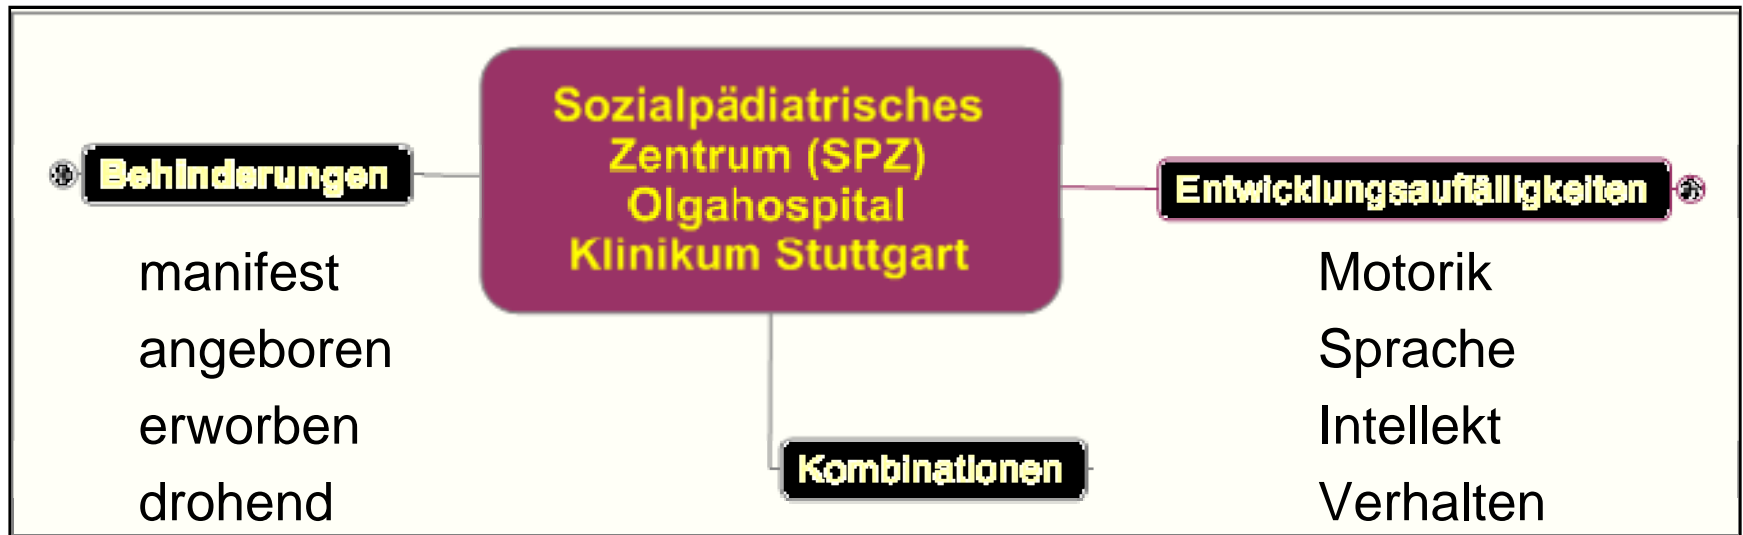 Sozialpädiatrisches
Zentrum (SPZ)
Olgahospital
Klinikum Stuttgart
Behinderungen
manifest
angeboren
erworben
drohend
Kombinationen
Entwicklungsauffälligkeiten
Motorik
Sprache
Intellekt
Verhalten